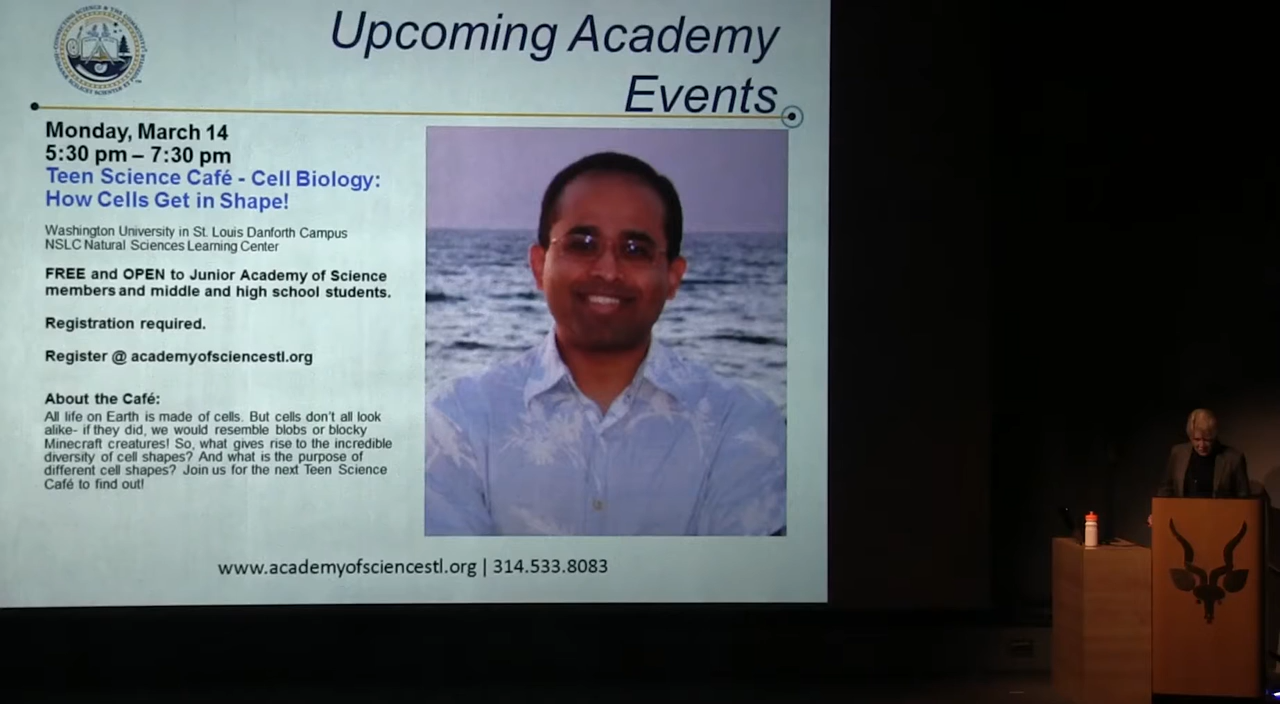 Upcoming Academy
Events
Monday, March 14
5:30 pm – 7:30 pm
Teen Science Café - Cell Biology:
How Cells Get in Shape!
Washington University in St. Louis Danforth Campus
NSLC Natural Sciences Learning Center
FREE and OPEN to Junior Academy of Science
members and middle and high school students.
Registration required.
Register @ academyofsciencestl.org
About the Café:
All life on Earth is made of cells. But cells don't all look
alike- if they did, we would resemble blobs or blocky
Minecraft creatures! So, what gives rise to the incredible
diversity of cell shapes? And what is the purpose of
different cell shapes? Join us for the next Teen Science
Café to find out!
www.academyofsciencestl.org | 314.533.8083